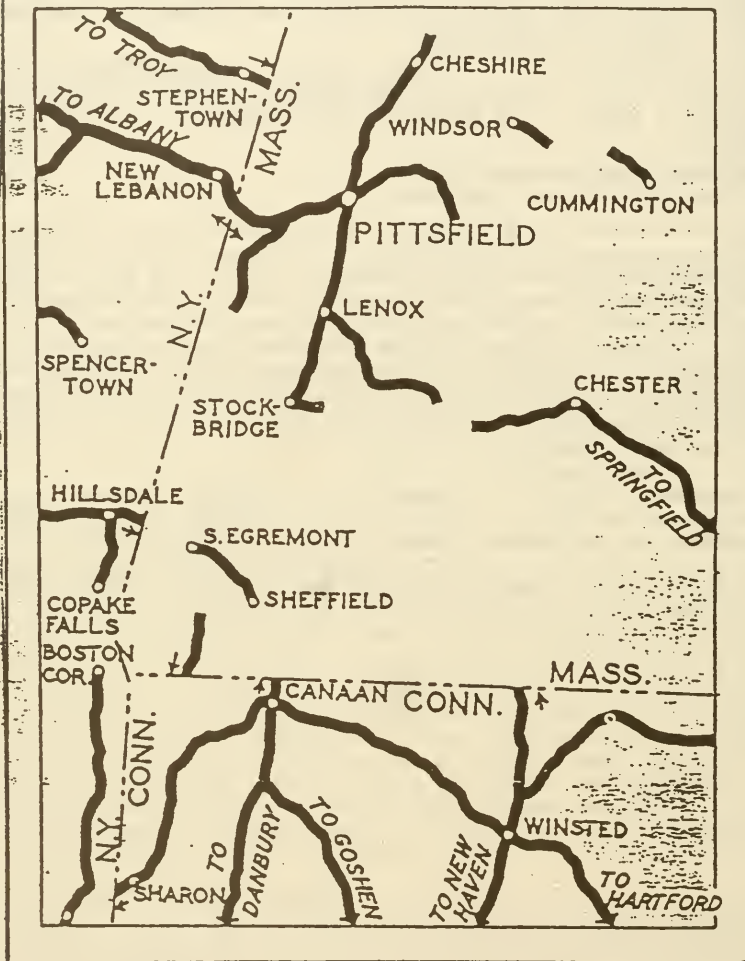 TO TROY
STEPHEN-
TOWN
MASS.
CHESHIRE
WINDSOR
TO ALBANY
NEW
LEBANON
CUMMINGTON
PITTSFIELD
N.Y.
LENOX
SPENCER-
TOWN
STOCK-
BRIDGE
CHESTER
TO
SPRINGFIELD
HILLSDALE
S. EGREMONT
SHEFFIELD
COPAKE
FALLS
BOSTON
COR.
MASS.
CANAAN
CONN.
CONN.
N.Y.
SHARON
TO
DANBURY
TO GOSHEN
WINSTED
TO NEW
HAVEN
TO
HARTFORD